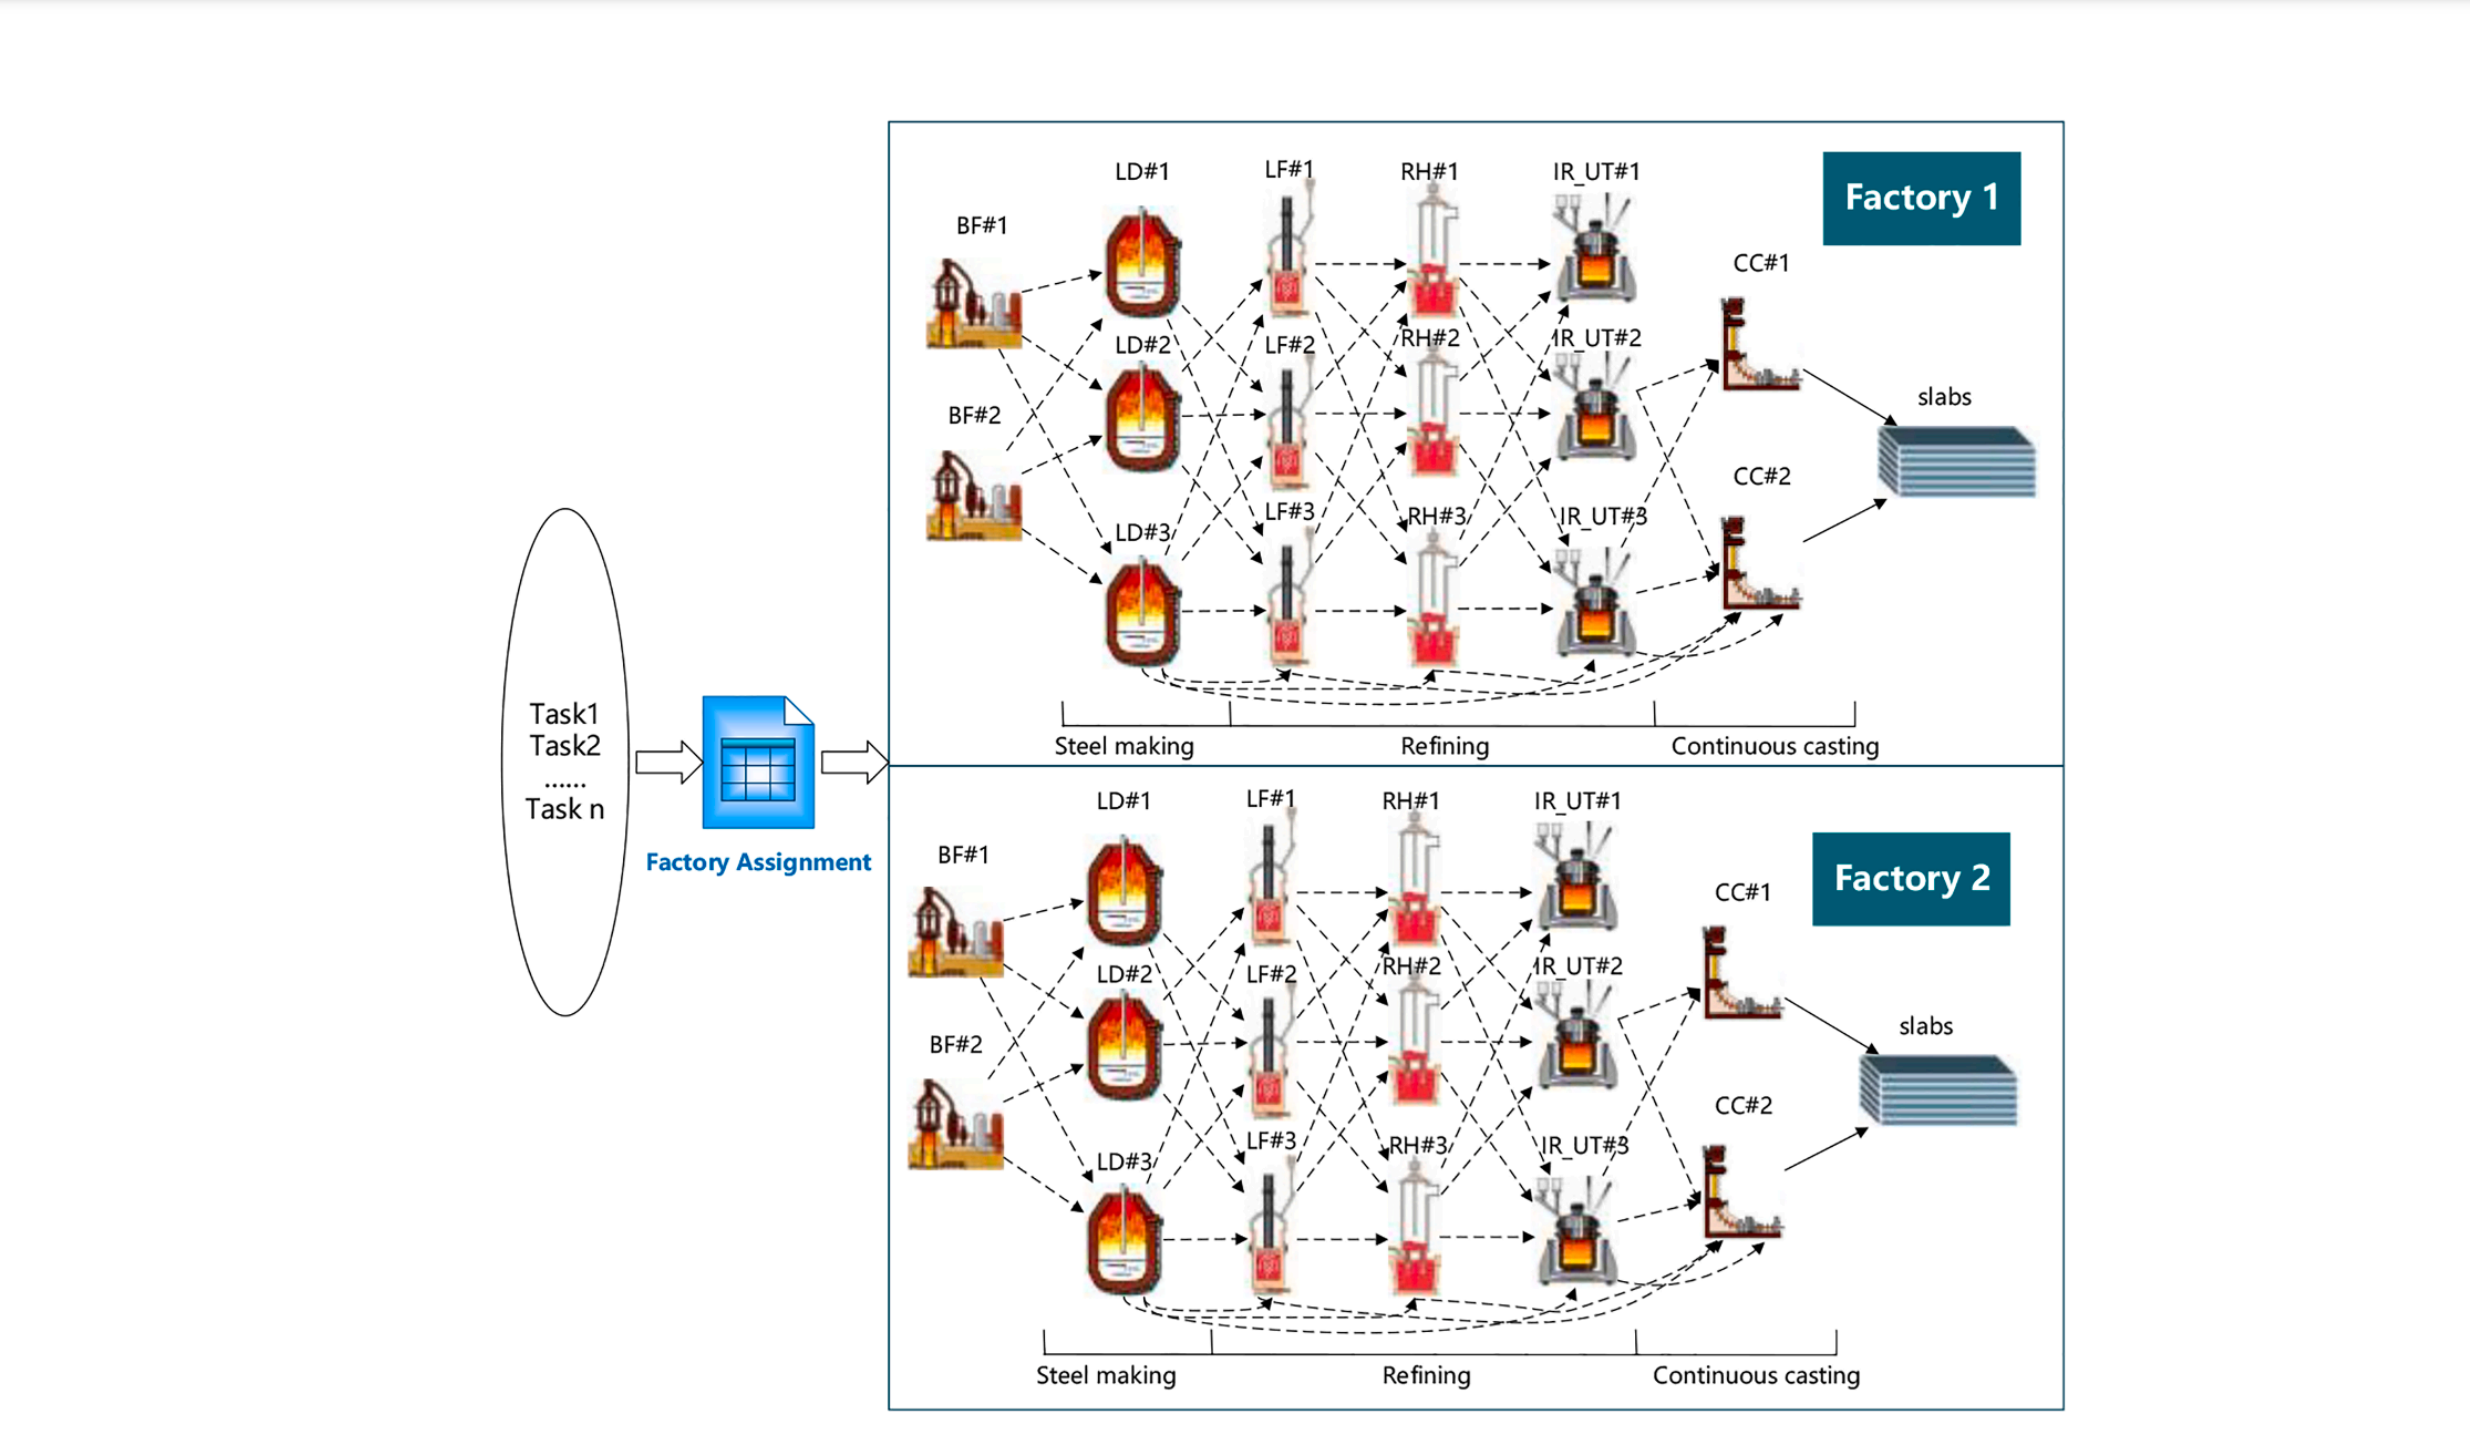 Task1
Task2
......
Task n
Factory Assignment
Factory 1
BF#1
BF#2
LD#1
LD#2
LD#3
LF#1
LF#2
LF#3
RH#1
RH#2
RH#3
IR_UT#1
IR_UT#2
IR_UT#3
CC#1
CC#2
slabs
Steel making
Refining
Continuous casting
Factory 2
BF#1
BF#2
LD#1
LD#2
LD#3
LF#1
LF#2
LF#3
RH#1
RH#2
RH#3
IR_UT#1
IR_UT#2
IR_UT#3
CC#1
CC#2
slabs
Steel making
Refining
Continuous casting